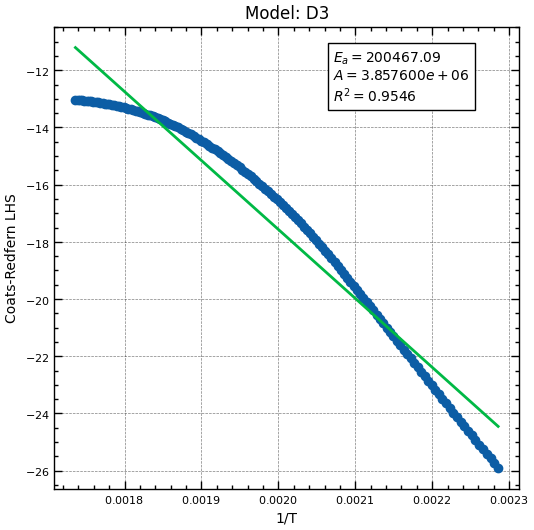 Model: D3
E_a = 200467.09
A = 3.857600e + 06
R² = 0.9546
−12
−14
−16
−18
−20
−22
−24
−26
Coats-Redfern LHS
0.0018 0.0019 0.0020 0.0021 0.0022 0.0023
1/T